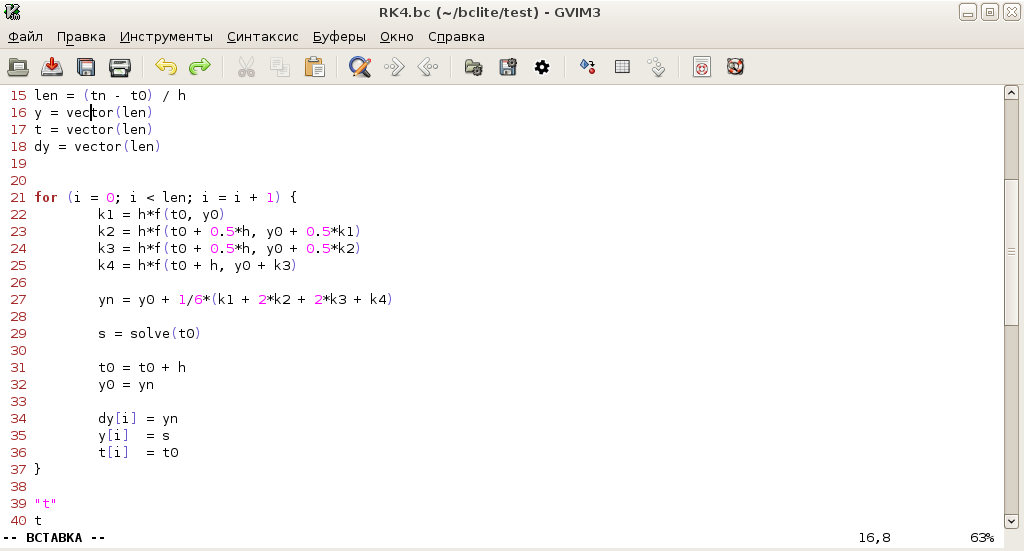 RK4.bc (~/bclite/test) - GVIM3
Файл Правка Инструменты Синтаксис Буферы Окно Справка
15 len = (tn - t0) / h
16 y = vector(len)
17 t = vector(len)
18 dy = vector(len)
19
20
21 for (i = 0; i < len; i = i + 1) {
22         k1 = h*f(t0, y0)
23         k2 = h*f(t0 + 0.5*h, y0 + 0.5*k1)
24         k3 = h*f(t0 + 0.5*h, y0 + 0.5*k2)
25         k4 = h*f(t0 + h, y0 + k3)
26
27         yn = y0 + 1/6*(k1 + 2*k2 + 2*k3 + k4)
28
29         s = solve(t0)
30
31         t0 = t0 + h
32         y0 = yn
33
34         dy[i] = yn
35         y[i]  = s
36         t[i]  = t0
37 }
38
39 "t"
40 t
-- ВСТАВКА -- 16,8 63%